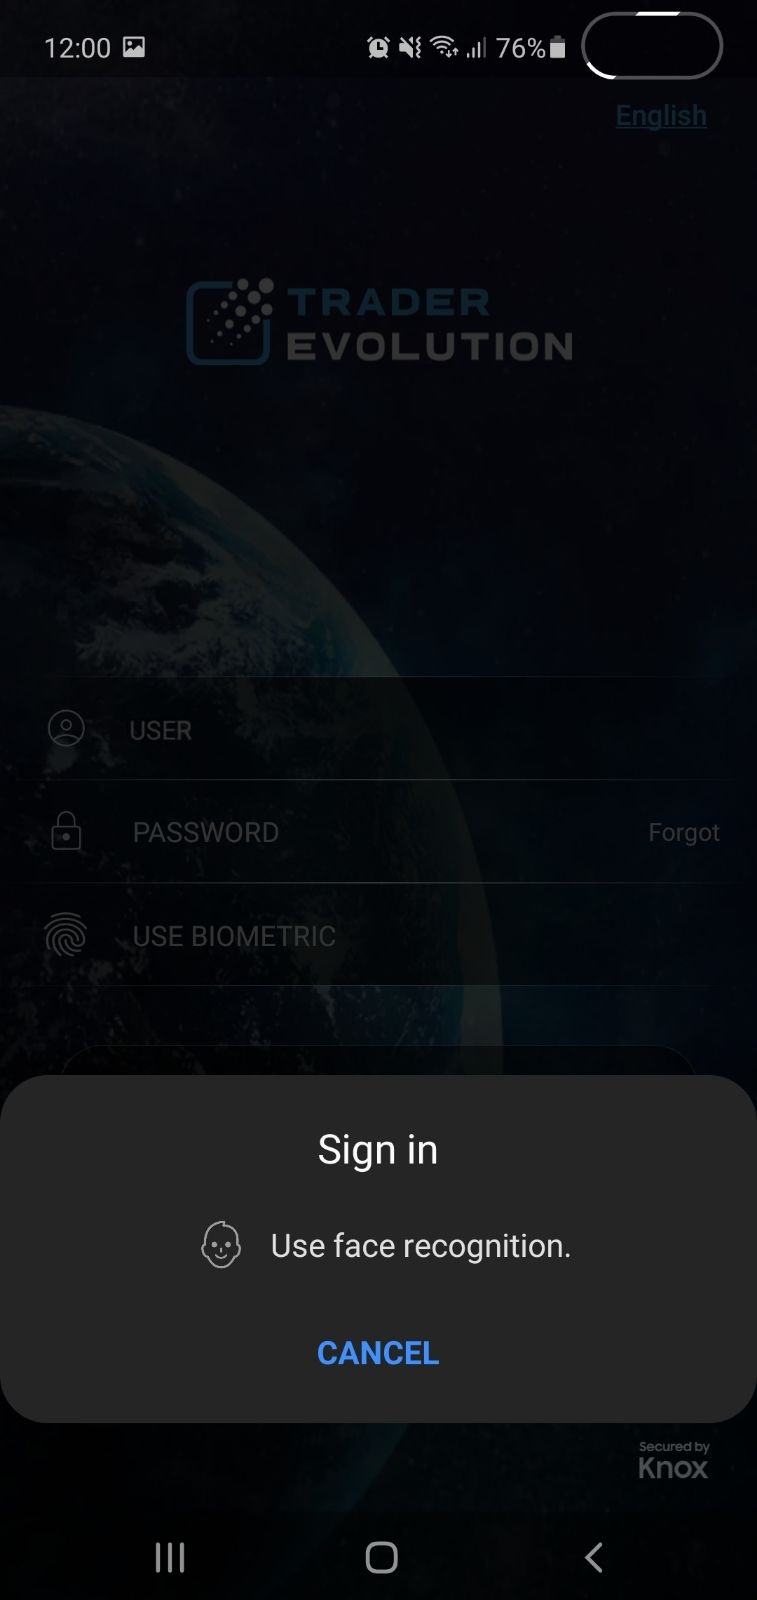 12:00
76%
English
TRADER
EVOLUTION
USER
PASSWORD
Forgot
USE BIOMETRIC
Sign in
Use face recognition.
CANCEL
Secured by
Knox